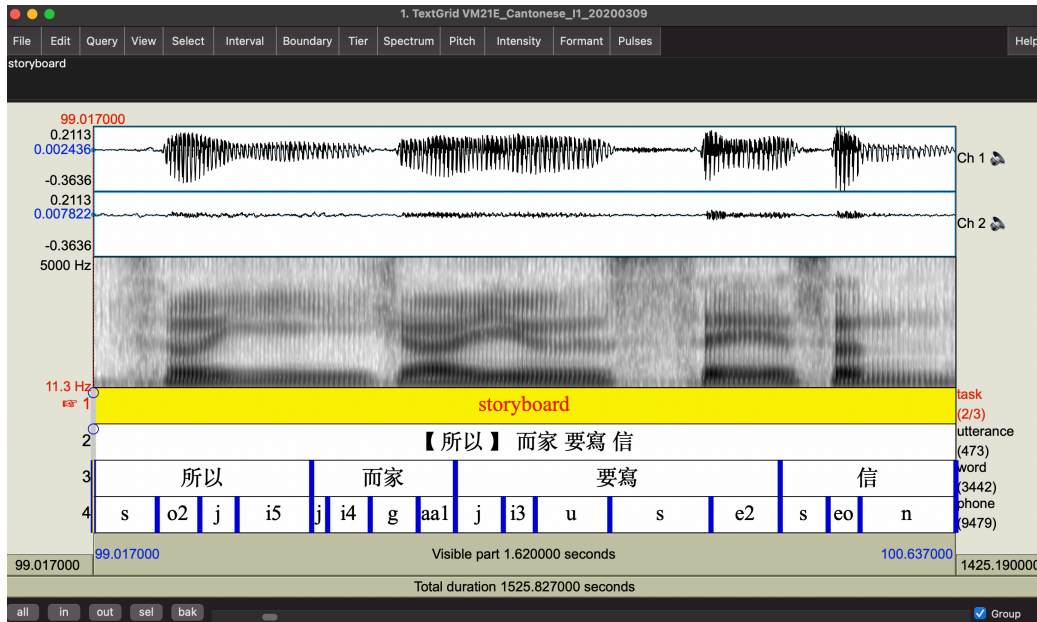 1. TextGrid VM21E_Cantonese_I1_20200309
File Edit Query View Select Interval Boundary Tier Spectrum Pitch Intensity Formant Pulses Help
storyboard
99.017000
0.2113
0.002436
-0.3636
Ch 1
0.2113
0.007822
-0.3636
Ch 2
5000 Hz
11.3 Hz
1 storyboard task (2/3)
2 【 所以 】 而家 要寫 信 utterance (473)
3 所以 而家 要寫 信 word (3442)
4 s o2 j i5 j i4 g aa1 j i3 u s e2 s eo n phone (9479)
99.017000 99.017000 Visible part 1.620000 seconds 100.637000 1425.190000
Total duration 1525.827000 seconds
all in out sel bak Group